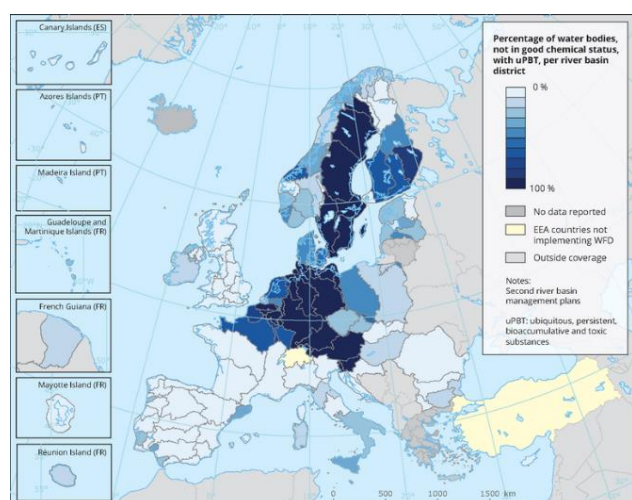 Canary Islands (ES)
Azores Islands (PT)
Madeira Island (PT)
Guadeloupe and
Martinique Islands (FR)
French Guiana (FR)
Mayotte Island (FR)
Réunion Island (FR)
Percentage of water bodies,
not in good chemical status,
with uPBT, per river basin
district
0 %
100 %
No data reported
EEA countries not
implementing WFD
Outside coverage
Notes:
Second river basin
management plans
uPBT: ubiquitous, persistent,
bioaccumulative and toxic
substances
0 500 1000 1500 km